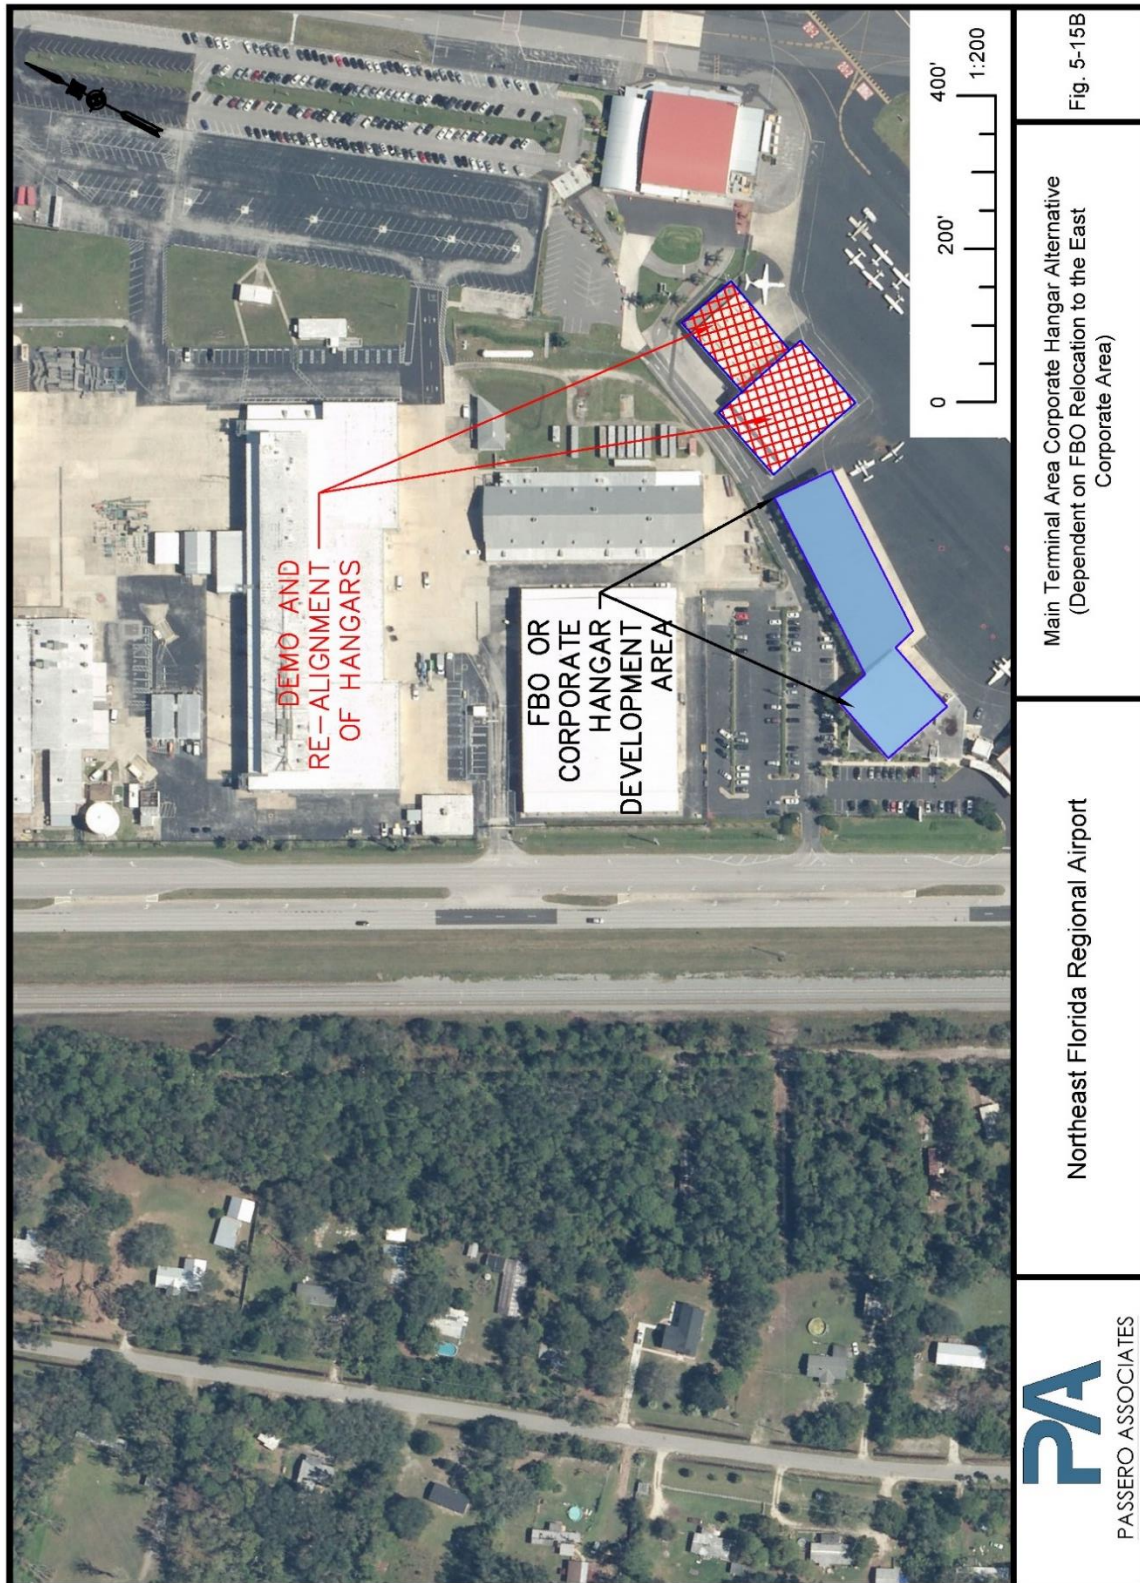 DEMO AND
RE-ALIGNMENT
OF HANGARS
FBO OR
CORPORATE
HANGAR
DEVELOPMENT
AREA
0
200'
400'
1:200
PA
PASSERO ASSOCIATES
Northeast Florida Regional Airport
Main Terminal Area Corporate Hangar Alternative
(Dependent on FBO Relocation to the East
Corporate Area)
Fig. 5-15B